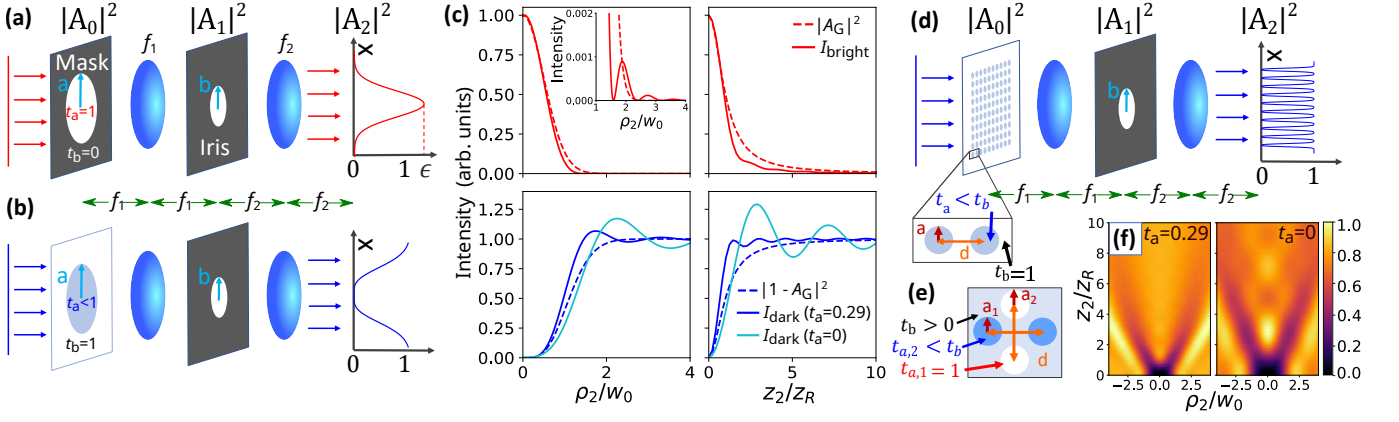 (a)
|A₀|²
|A₁|²
|A₂|²
Mask
a
tₐ=1
t_b=0
f₁
b
Iris
f₂
X
0
1
ϵ
(b)
f₁
f₁
f₂
f₂
a
tₐ<1
t_b=1
b
X
0
1
(c)
Intensity (arb. units)
1.00
0.75
0.50
0.25
0.00
Intensity
0.002
0.001
0.000
1
2
3
4
ρ₂/w₀
|A_G|²
I_bright
1.25
1.00
0.75
0.50
0.25
0.00
|1 - A_G|²
I_dark (tₐ=0.29)
I_dark (tₐ=0)
0
2
4
ρ₂/w₀
0
5
10
z₂/z_R
(d)
|A₀|²
|A₁|²
|A₂|²
b
X
0
1
f₁
f₁
f₂
f₂
tₐ < t_b
a
d
t_b=1
(e)
a₂
a₁
t_b > 0
t_a,2 < t_b
t_a,1 = 1
d
(f)
tₐ=0.29
tₐ=0
10
8
6
4
2
0
z₂/z_R
−2.5
0.0
2.5
−2.5
0.0
2.5
ρ₂/w₀
1.0
0.8
0.6
0.4
0.2
0.0